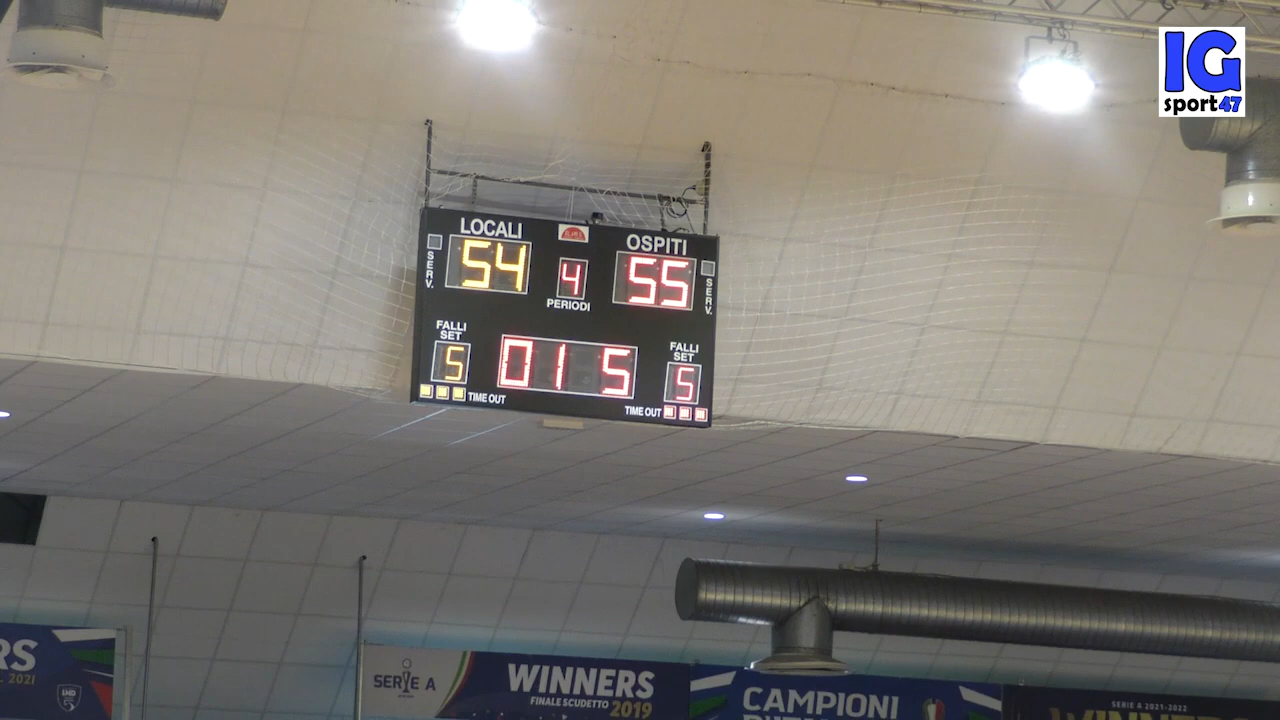 IG
sport47
LOCALI
OSPITI
54
4
55
SERV.
SERV.
PERIODI
FALLI
SET
FALLI
SET
5
01 5
5
TIME OUT
TIME OUT
SERIE A
WINNERS
FINALE SCUDETTO 2019
CAMPIONI
SERIE A 2021-2022
RS
2021